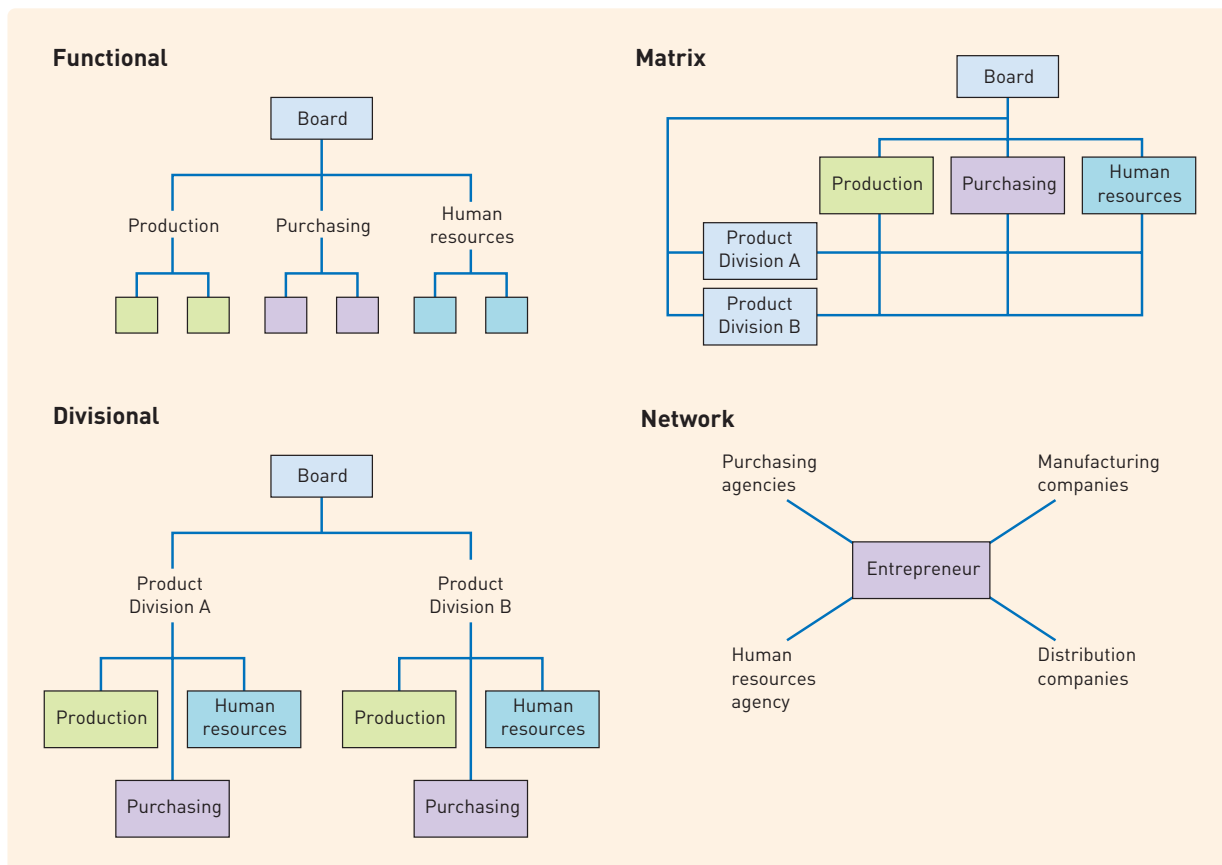 Functional
Board
Production
Purchasing
Human
resources
Matrix
Board
Production
Purchasing
Human
resources
Product
Division A
Product
Division B
Divisional
Board
Product
Division A
Product
Division B
Production
Human
resources
Production
Human
resources
Purchasing
Purchasing
Network
Purchasing
agencies
Manufacturing
companies
Entrepreneur
Human
resources
agency
Distribution
companies